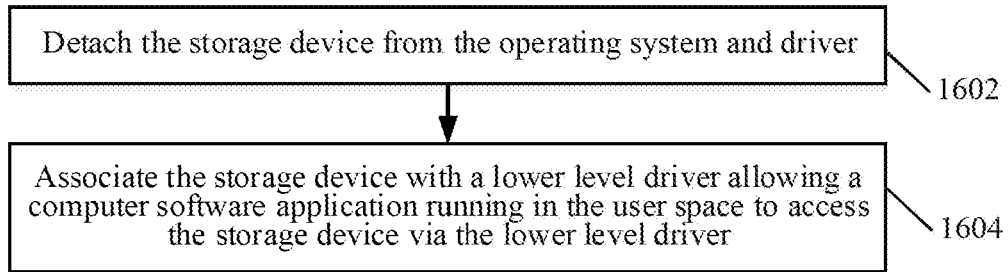 Detach the storage device from the operating system and driver
1602
Associate the storage device with a lower level driver allowing a
computer software application running in the user space to access
the storage device via the lower level driver
1604